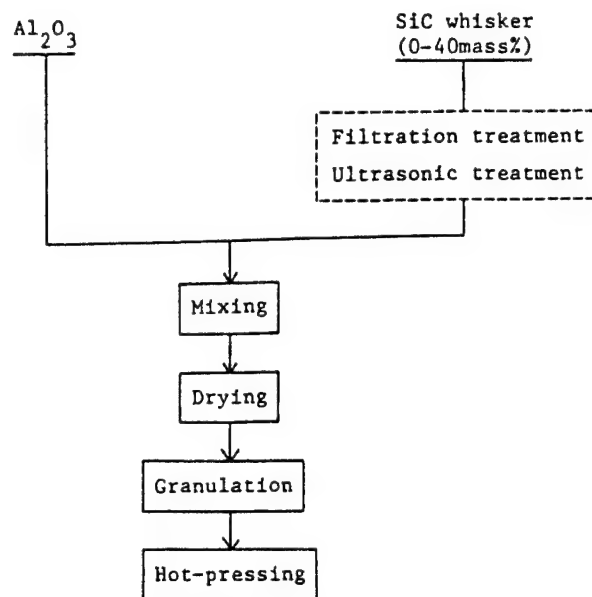 Al2O3
SiC whisker
(0-40mass%)
Filtration treatment
Ultrasonic treatment
Mixing
Drying
Granulation
Hot-pressing